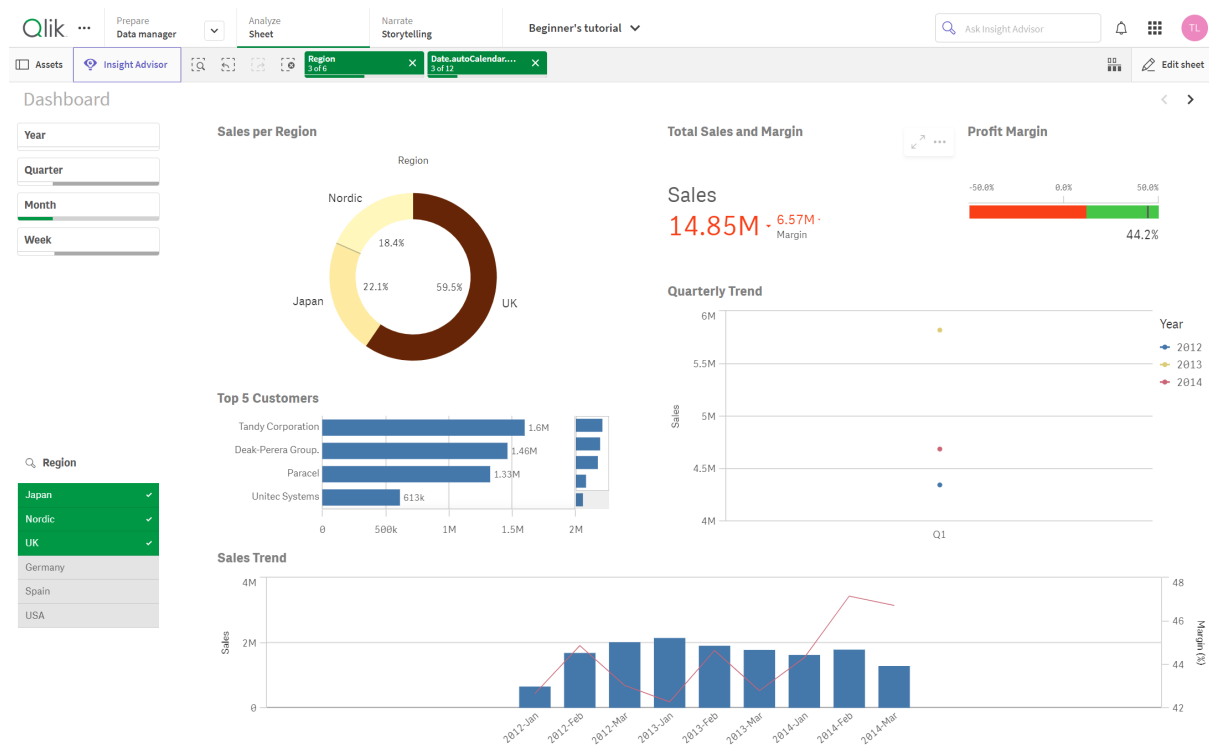 Qlik
Prepare
Data manager
Analyze
Sheet
Narrate
Storytelling
Beginner's tutorial
Ask Insight Advisor
TL
Assets
Insight Advisor
Region
3 of 6
Date.autoCalendar....
3 of 12
Edit sheet
Dashboard
Year
Quarter
Month
Week
Sales per Region
Region
Nordic
18.4%
22.1%
59.5%
Japan
UK
Total Sales and Margin
Sales
14.85M
6.57M
Margin
Profit Margin
-50.0%
0.0%
50.0%
44.2%
Quarterly Trend
6M
5.5M
5M
4.5M
4M
Sales
Q1
Year
2012
2013
2014
Top 5 Customers
Tandy Corporation
1.6M
Deak-Perera Group.
1.46M
Paracel
1.33M
Unitec Systems
613k
0
500k
1M
1.5M
2M
Region
Japan
Nordic
UK
Germany
Spain
USA
Sales Trend
4M
2M
0
Sales
48
46
44
42
Margin (%)
2012-Jan
2012-Feb
2012-Mar
2013-Jan
2013-Feb
2013-Mar
2014-Jan
2014-Feb
2014-Mar